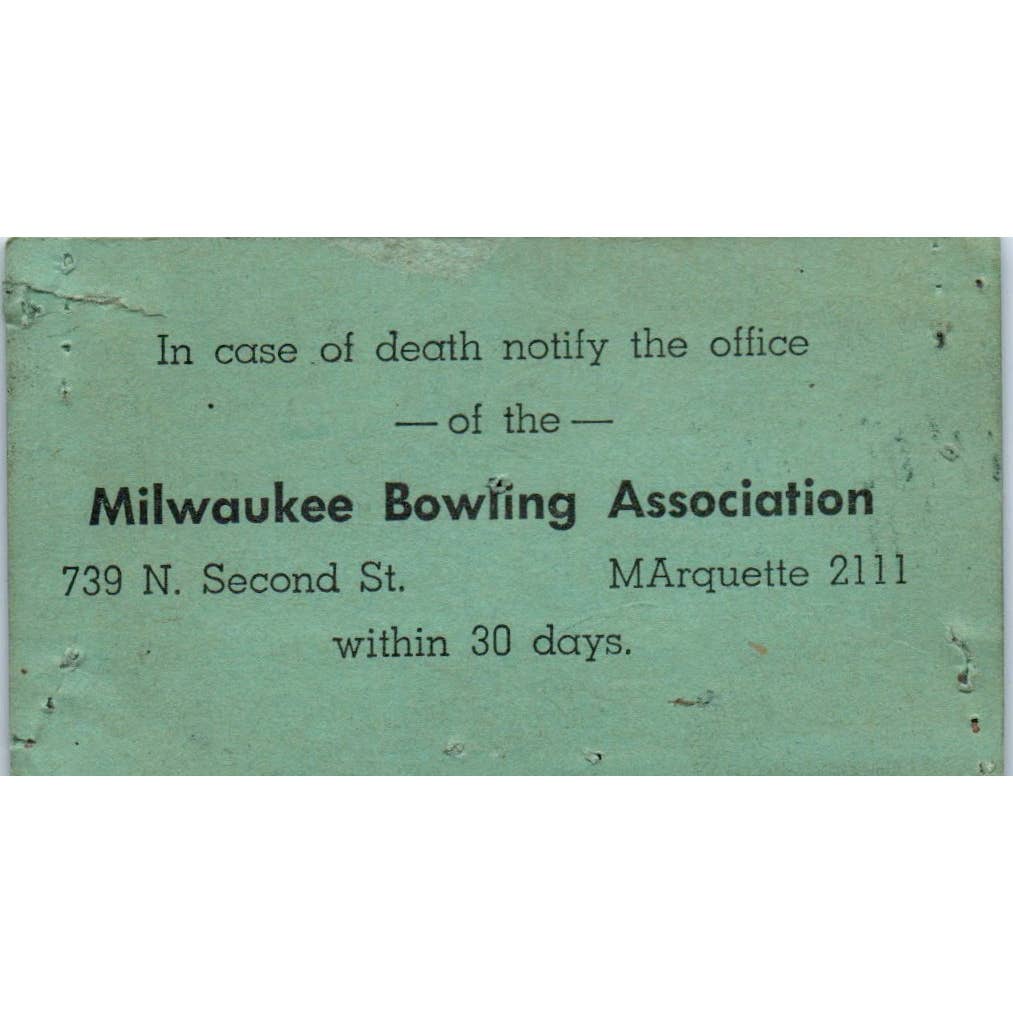 In case of death notify the office
— of the —
Milwaukee Bowling Association
739 N. Second St. MArquette 2111
within 30 days.